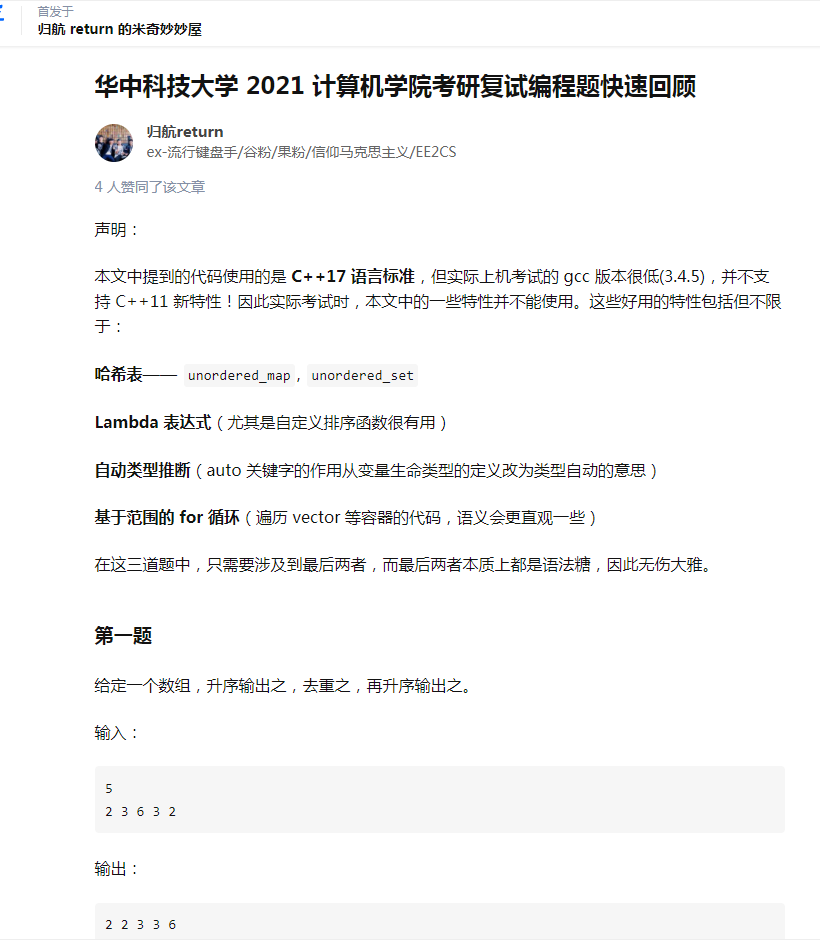 首发于
归航 return 的米奇妙妙屋
华中科技大学 2021 计算机学院考研复试编程题快速回顾
归航return
ex-流行键盘手/谷粉/果粉/信仰马克思主义/EE2CS
4 人赞同了该文章
声明：
本文中提到的代码使用的是 C++17 语言标准，但实际上机考试的 gcc 版本很低(3.4.5)，并不支
持 C++11 新特性！因此实际考试时，本文中的一些特性并不能使用。这些好用的特性包括但不限
于：
哈希表—— unordered_map, unordered_set
Lambda 表达式（尤其是自定义排序函数很有用）
自动类型推断（auto 关键字的作用从变量生命类型的定义改为类型自动的意思）
基于范围的 for 循环（遍历 vector 等容器的代码，语义会更直观一些）
在这三道题中，只需要涉及到最后两者，而最后两者本质上都是语法糖，因此无伤大雅。
第一题
给定一个数组，升序输出之，去重之，再升序输出之。
输入：
5
2 3 6 3 2
输出：
2 2 3 3 6